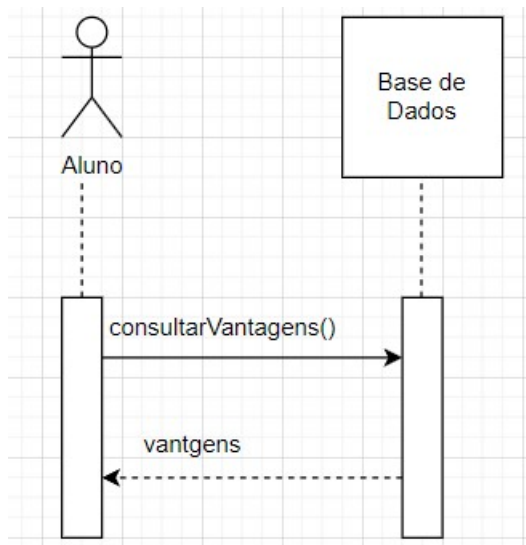 Base de
Dados
Aluno
consultarVantagens()
vantgens